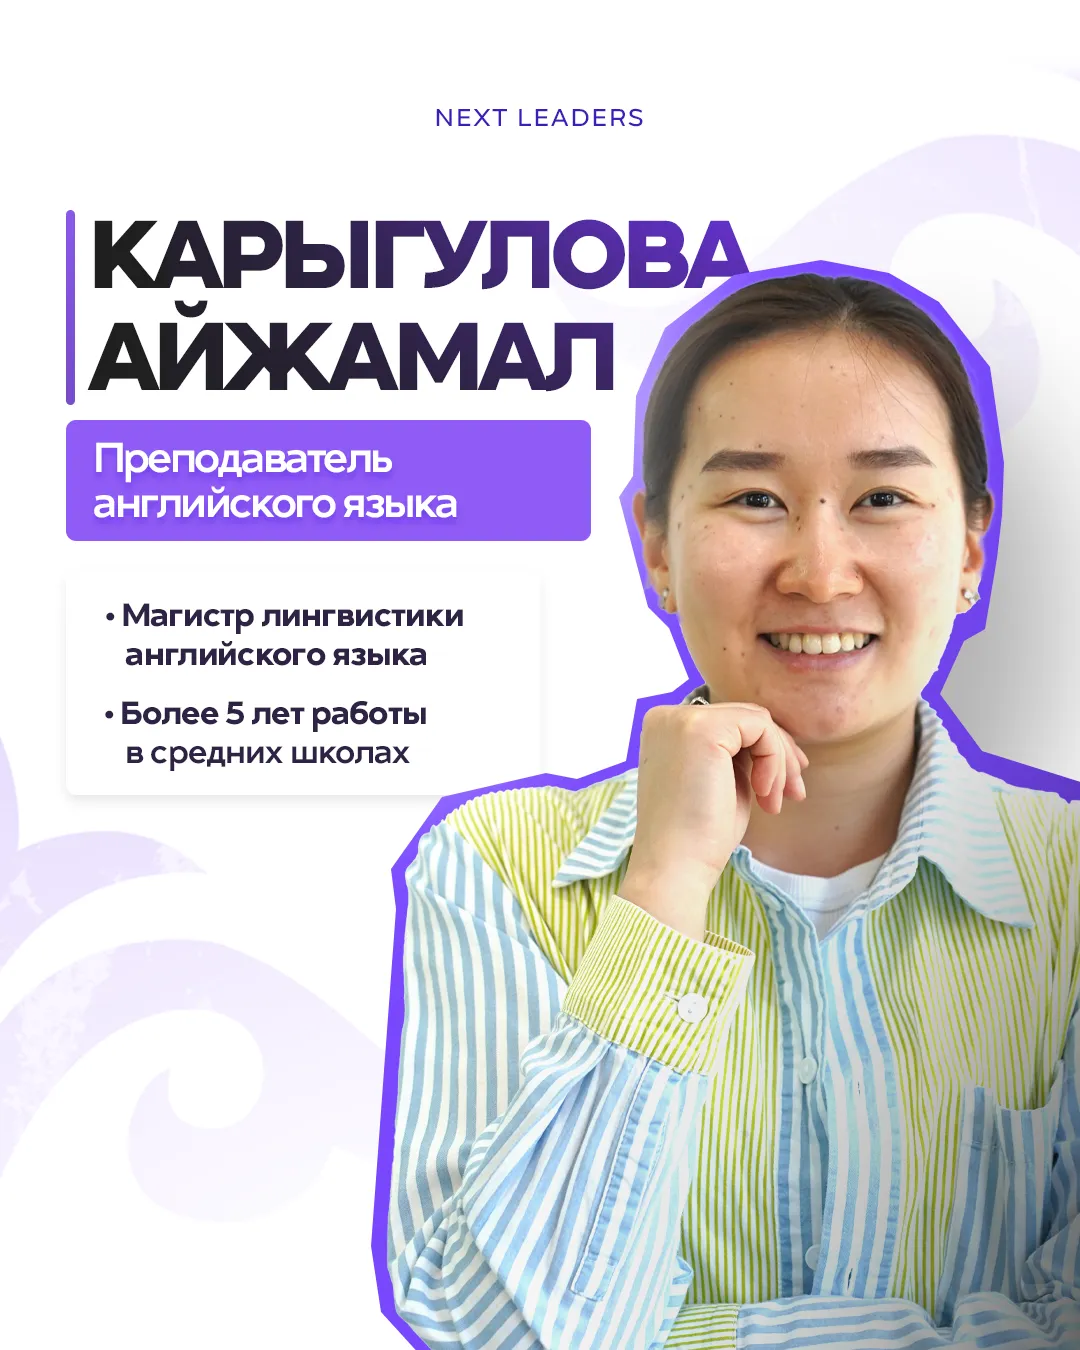 NEXT LEADERS
КАРЫГУЛОВА
АЙЖАМАЛ
Преподаватель
английского языка
• Магистр лингвистики
английского языка
• Более 5 лет работы
в средних школах